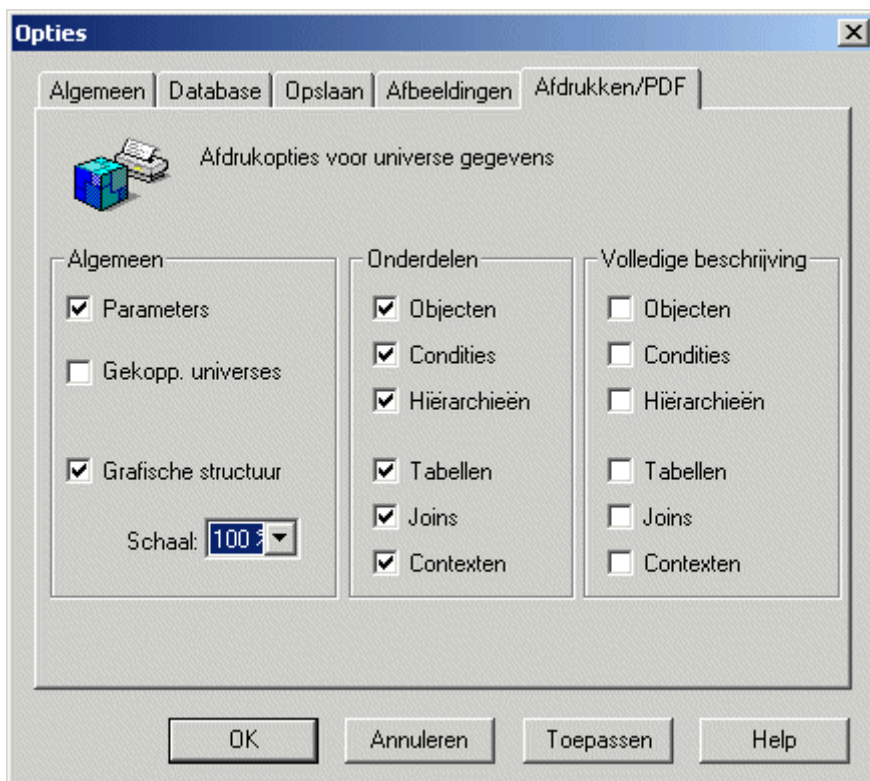 Opties
Algemeen
Database
Opslaan
Afbeeldingen
Afdrukken/PDF
Afdrukopties voor universe gegevens
Algemeen
Parameters
Gekopp. universes
Grafische structuur
Schaal: 100 %
Onderdelen
Objecten
Condities
Hiërarchieën
Tabellen
Joins
Contexten
Volledige beschrijving
Objecten
Condities
Hiërarchieën
Tabellen
Joins
Contexten
OK
Annuleren
Toepassen
Help